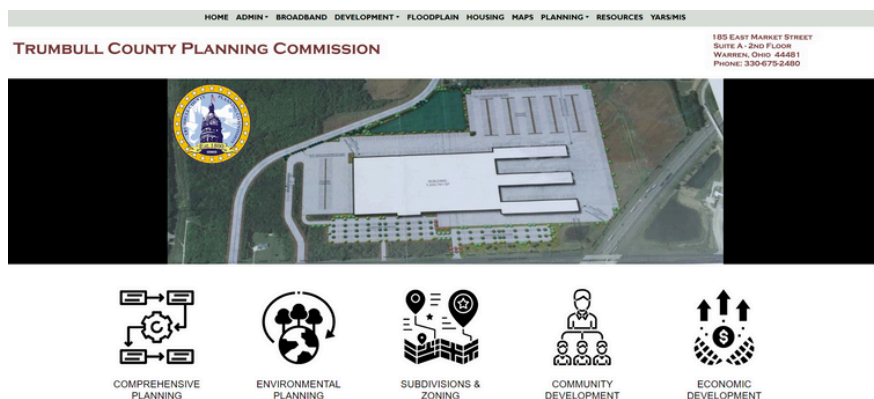 HOME ADMIN BROADBAND DEVELOPMENT FLOODPLAIN HOUSING MAPS PLANNING RESOURCES YARS/MIS
TRUMBULL COUNTY PLANNING COMMISSION
185 EAST MARKET STREET
SUITE A - 2ND FLOOR
WARREN, OHIO 44481
PHONE: 330-675-2480
COMPREHENSIVE
PLANNING
ENVIRONMENTAL
PLANNING
SUBDIVISIONS &
ZONING
COMMUNITY
DEVELOPMENT
ECONOMIC
DEVELOPMENT